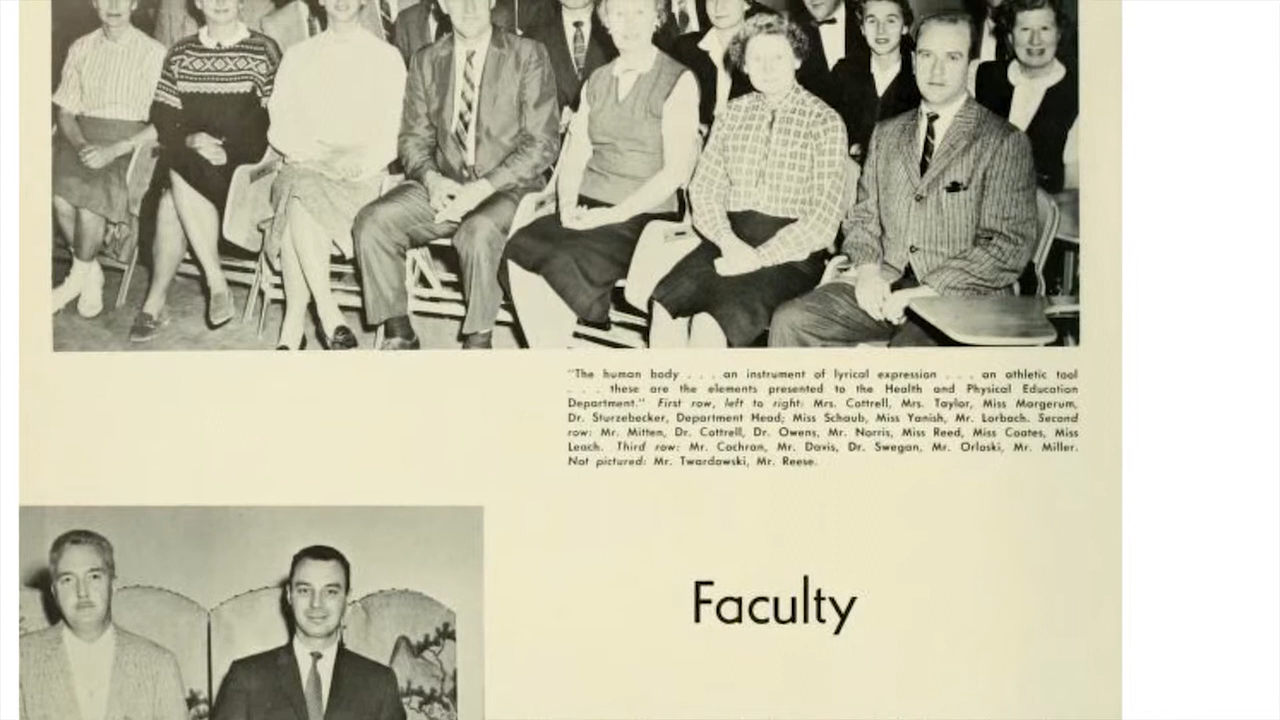 "The human body . . . an instrument of lyrical expression . . . an athletic tool
. . . these are the elements presented to the Health and Physical Education
Department." First row, left to right: Mrs. Cottrell, Mrs. Taylor, Miss Margerum,
Dr. Sturzebecker, Department Head; Miss Schaub, Miss Yanish, Mr. Lorbach. Second
row: Mr. Mitten, Dr. Cottrell, Dr. Owens, Mr. Norris, Miss Reed, Miss Coates, Miss
Leach. Third row: Mr. Cochran, Mr. Davis, Dr. Swegan, Mr. Orlaski, Mr. Miller.
Not pictured: Mr. Twardowski, Mr. Reese.
Faculty